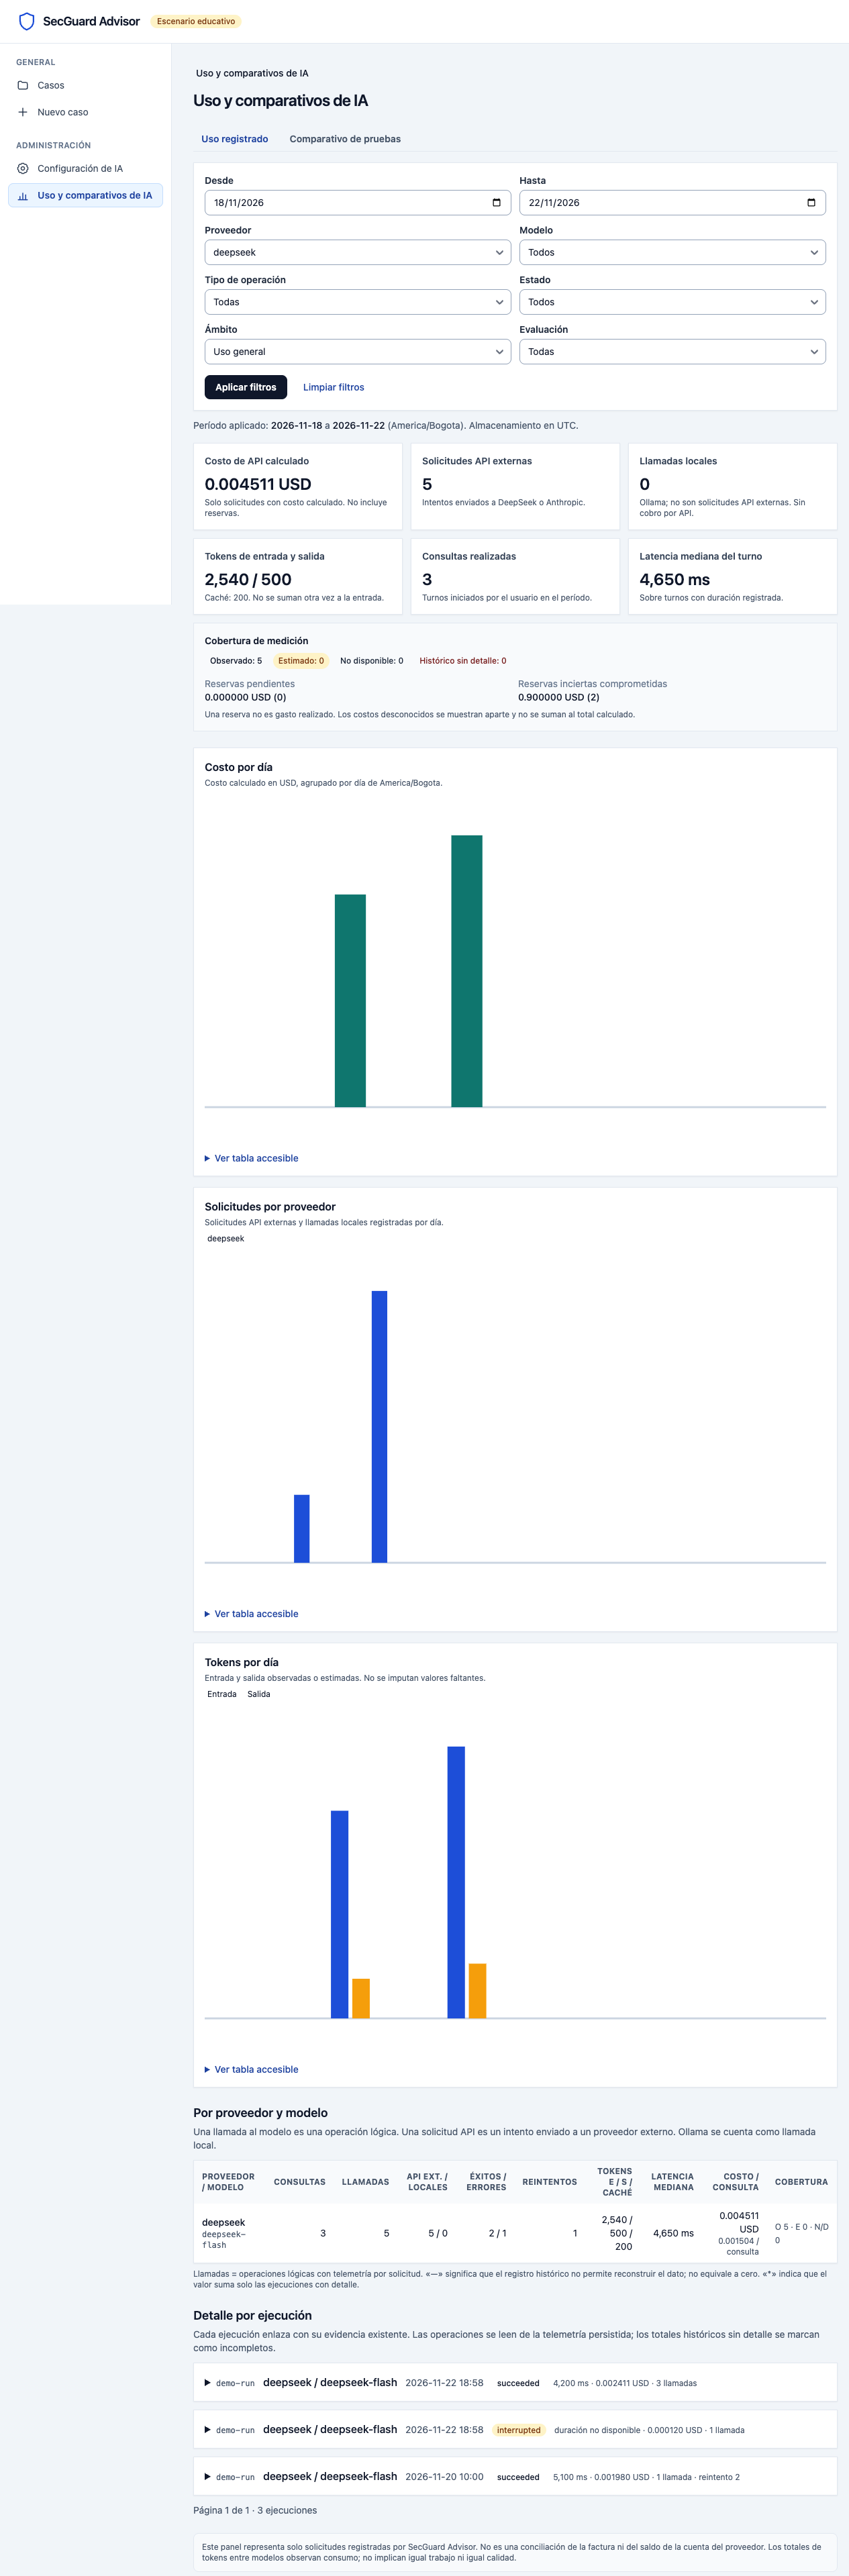 SecGuard Advisor
Escenario educativo
GENERAL
Casos
Nuevo caso
ADMINISTRACIÓN
Configuración de IA
Uso y comparativos de IA
Uso y comparativos de IA
Uso y comparativos de IA
Uso registrado
Comparativo de pruebas
Desde
18/11/2026
Hasta
22/11/2026
Proveedor
deepseek
Modelo
Todos
Tipo de operación
Todas
Estado
Todos
Ámbito
Uso general
Evaluación
Todas
Aplicar filtros
Limpiar filtros
Período aplicado: 2026-11-18 a 2026-11-22 (America/Bogota). Almacenamiento en UTC.
Costo de API calculado
0.004511 USD
Solo solicitudes con costo calculado. No incluye
reservas.
Solicitudes API externas
5
Intentos enviados a DeepSeek o Anthropic.
Llamadas locales
0
Ollama; no son solicitudes API externas. Sin
cobro por API.
Tokens de entrada y salida
2,540 / 500
Caché: 200. No se suman otra vez a la entrada.
Consultas realizadas
3
Turnos iniciados por el usuario en el período.
Latencia mediana del turno
4,650 ms
Sobre turnos con duración registrada.
Cobertura de medición
Observado: 5
Estimado: 0
No disponible: 0
Histórico sin detalle: 0
Reservas pendientes
0.000000 USD (0)
Reservas inciertas comprometidas
0.900000 USD (2)
Una reserva no es gasto realizado. Los costos desconocidos se muestran aparte y no se suman al total calculado.
Costo por día
Costo calculado en USD, agrupado por día de America/Bogota.
Ver tabla accesible
Solicitudes por proveedor
Solicitudes API externas y llamadas locales registradas por día.
deepseek
Ver tabla accesible
Tokens por día
Entrada y salida observadas o estimadas. No se imputan valores faltantes.
Entrada Salida
Ver tabla accesible
Por proveedor y modelo
Una llamada al modelo es una operación lógica. Una solicitud API es un intento enviado a un proveedor externo. Ollama se cuenta como llamada
local.
PROVEEDOR
/ MODELO
CONSULTAS
LLAMADAS
API EXT. /
LOCALES
ÉXITOS /
ERRORES
REINTENTOS
TOKENS
E / S /
CACHÉ
LATENCIA
MEDIANA
COSTO /
CONSULTA
COBERTURA
deepseek
deepseek-
flash
3
5
5 / 0
2 / 1
1
2,540 /
500 /
200
4,650 ms
0.004511
USD
0.001504 /
consulta
O 5 · E 0 · N/D
0
Llamadas = operaciones lógicas con telemetría por solicitud. «—» significa que el registro histórico no permite reconstruir el dato; no equivale a cero. «*» indica que el
valor suma solo las ejecuciones con detalle.
Detalle por ejecución
Cada ejecución enlaza con su evidencia existente. Las operaciones se leen de la telemetría persistida; los totales históricos sin detalle se marcan
como incompletos.
demo-run deepseek / deepseek-flash 2026-11-22 18:58 succeeded 4,200 ms · 0.002411 USD · 3 llamadas
demo-run deepseek / deepseek-flash 2026-11-22 18:58 interrupted duración no disponible · 0.000120 USD · 1 llamada
demo-run deepseek / deepseek-flash 2026-11-20 10:00 succeeded 5,100 ms · 0.001980 USD · 1 llamada · reintento 2
Página 1 de 1 · 3 ejecuciones
Este panel representa solo solicitudes registradas por SecGuard Advisor. No es una conciliación de la factura ni del saldo de la cuenta del proveedor. Los totales de
tokens entre modelos observan consumo; no implican igual trabajo ni igual calidad.